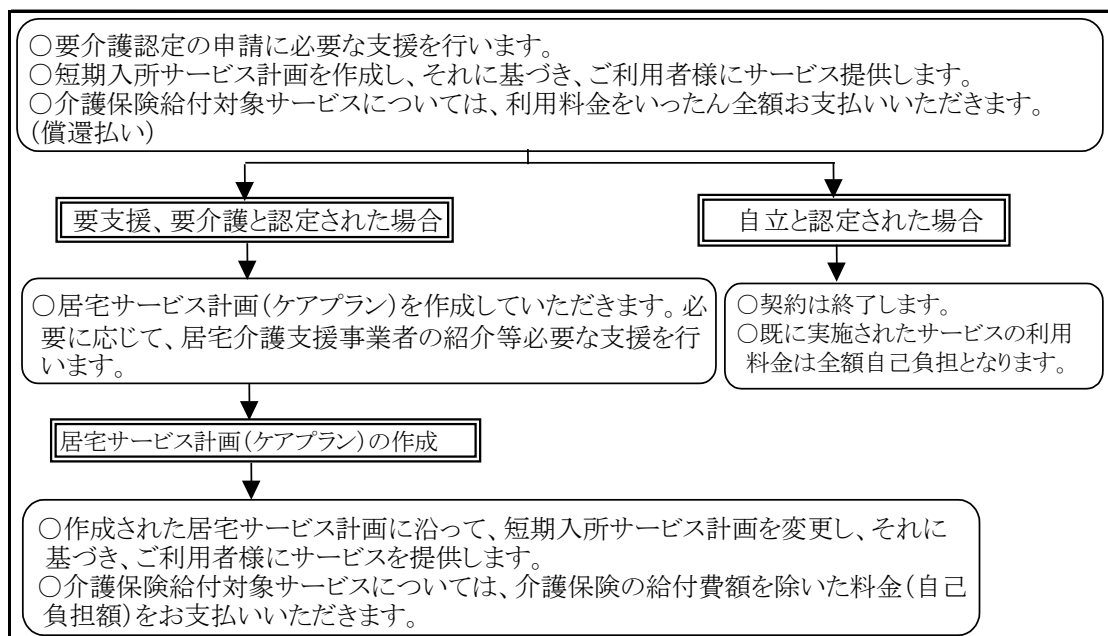 ○要介護認定の申請に必要な支援を行います。
○短期入所サービス計画を作成し、それに基づき、ご利用者様にサービス提供します。
○介護保険給付対象サービスについては、利用料金をいったん全額お支払いいただきます。
(償還払い)
要支援、要介護と認定された場合
自立と認定された場合
○居宅サービス計画(ケアプラン)を作成していただきます。必
要に応じて、居宅介護支援事業者の紹介等必要な支援を行
います。
○契約は終了します。
○既に実施されたサービスの利用
料金は全額自己負担となります。
居宅サービス計画(ケアプラン)の作成
○作成された居宅サービス計画に沿って、短期入所サービス計画を変更し、それに
基づき、ご利用者様にサービスを提供します。
○介護保険給付対象サービスについては、介護保険の給付費額を除いた料金(自己
負担額)をお支払いいただきます。